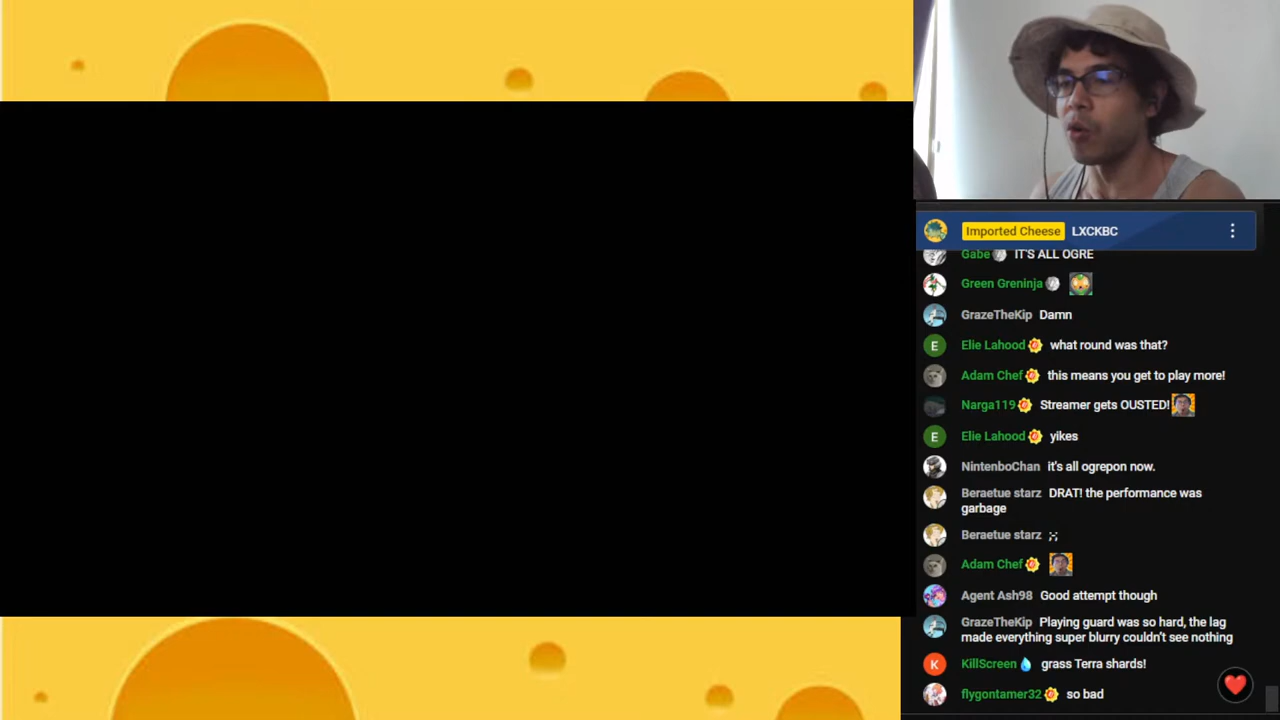 Imported Cheese LXCKBC
Gabe IT'S ALL OGRE
Green Greninja
GrazeTheKip Damn
E Elie Lahood what round was that?
Adam Chef this means you get to play more!
Narga119 Streamer gets OUSTED!
E Elie Lahood yikes
NintenboChan it's all ogrepon now.
Beraetue starz DRAT! the performance was
garbage
Beraetue starz
Adam Chef
Agent Ash98 Good attempt though
GrazeTheKip Playing guard was so hard, the lag
made everything super blurry couldn't see nothing
K KillScreen grass Terra shards!
flygontamer32 so bad